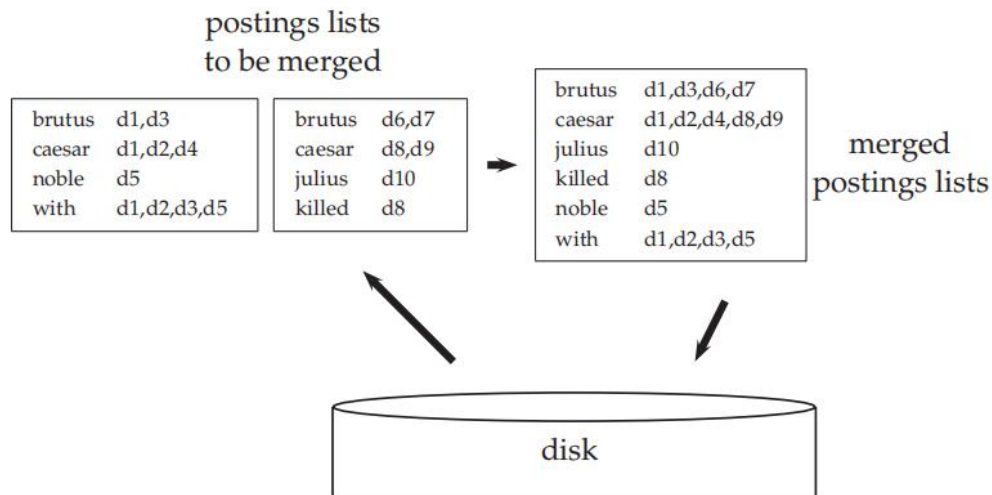 postings lists
to be merged
brutus d1,d3
caesar d1,d2,d4
noble d5
with d1,d2,d3,d5
brutus d6,d7
caesar d8,d9
julius d10
killed d8
brutus d1,d3,d6,d7
caesar d1,d2,d4,d8,d9
julius d10
killed d8
noble d5
with d1,d2,d3,d5
merged
postings lists
disk